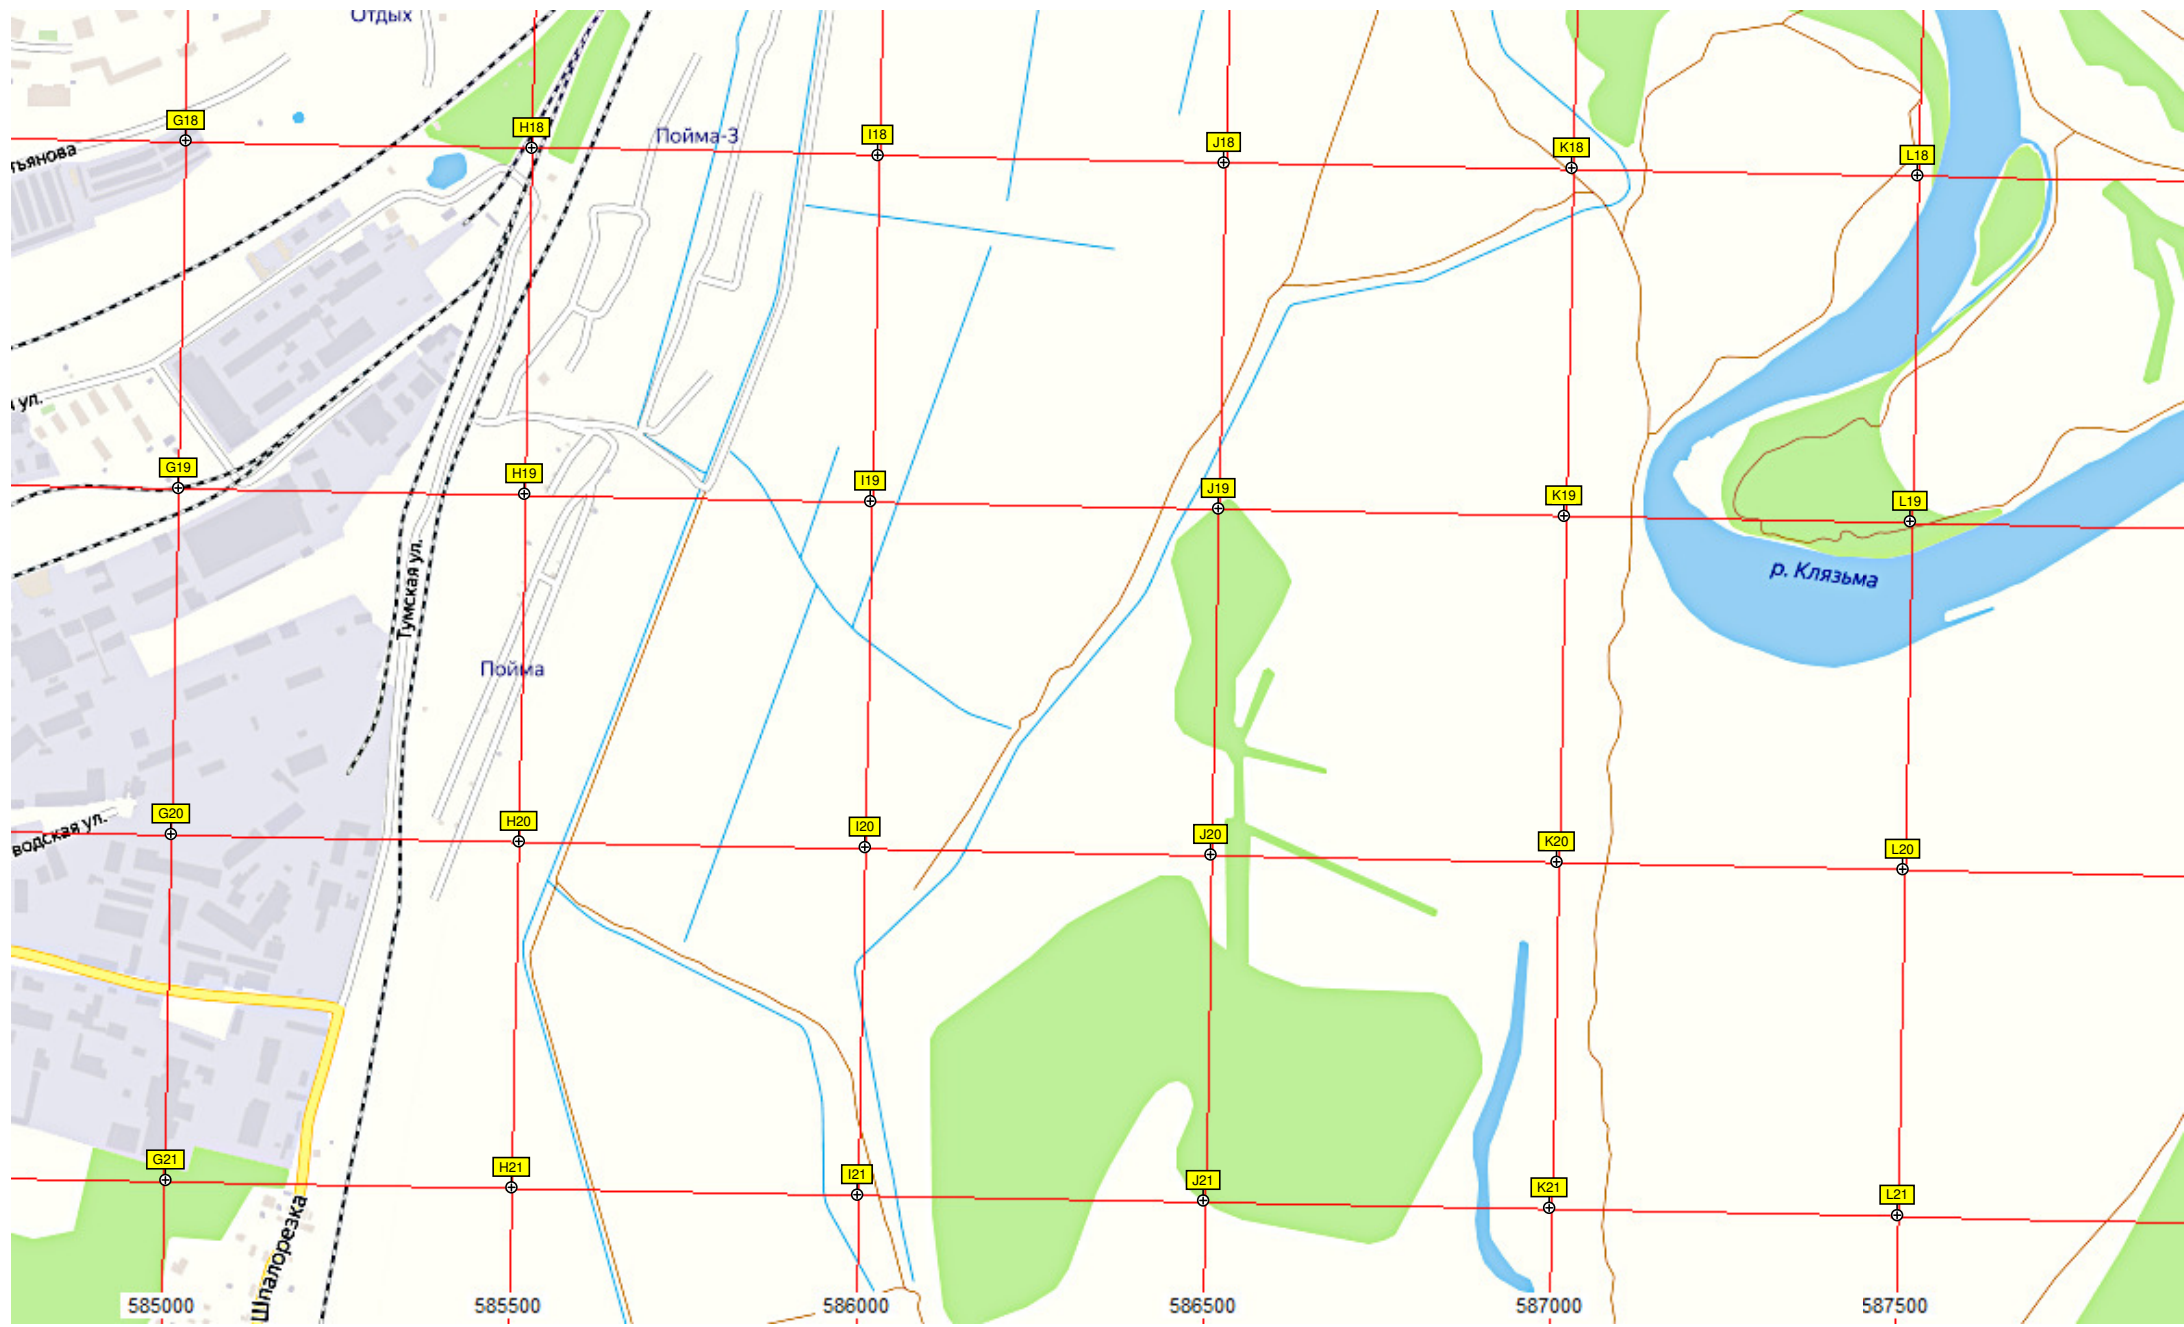 Отдых
G18
H18
Пойма-3
I18
J18
K18
L18
ул.
G19
H19
I19
J19
K19
L19
р. Клязьма
Тумская ул.
Пойма
G20
H20
I20
J20
K20
L20
водская ул.
G21
H21
I21
J21
K21
L21
Шпалорезка
585000
585500
586000
586500
587000
587500